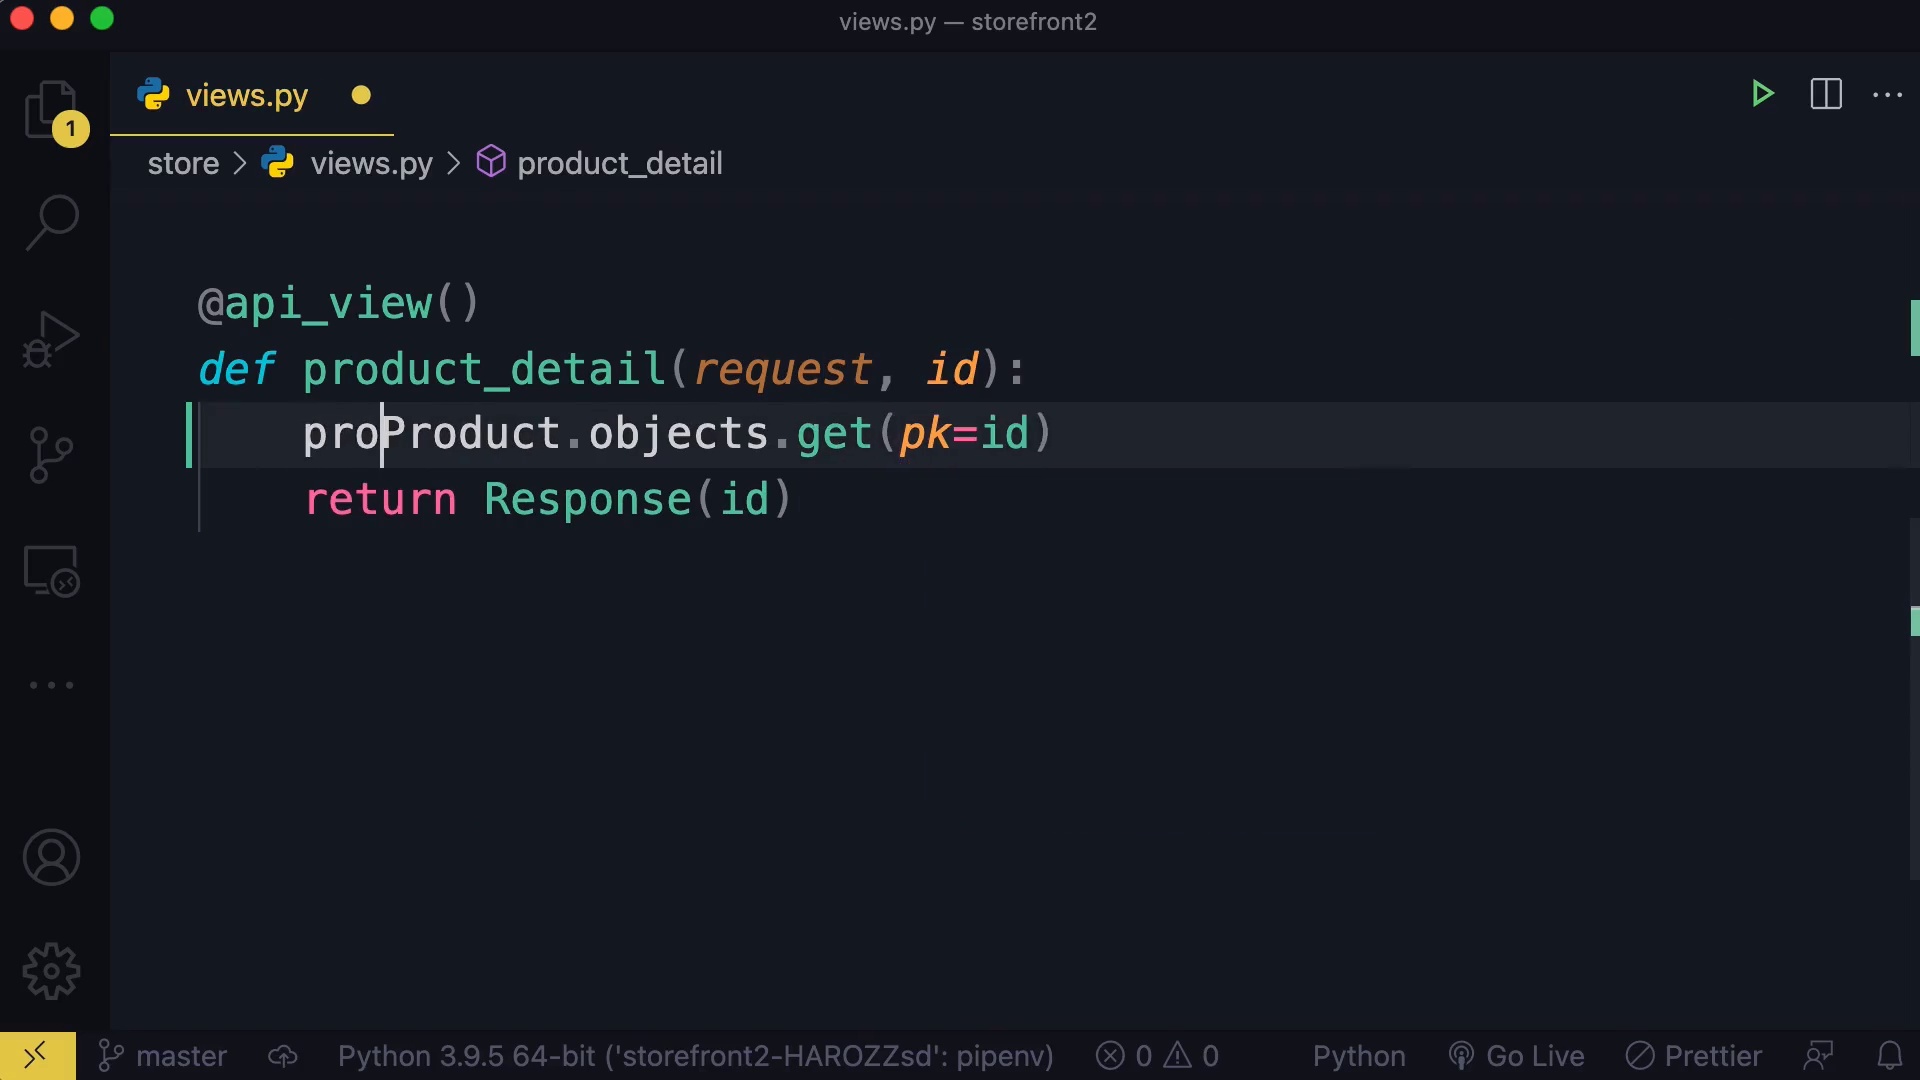 views.py — storefront2
views.py
1
store > views.py > product_detail
@api_view()
def product_detail(request, id):
    proProduct.objects.get(pk=id)
    return Response(id)
master Python 3.9.5 64-bit ('storefront2-HAROZZsd': pipenv) 0 0 Python Go Live Prettier